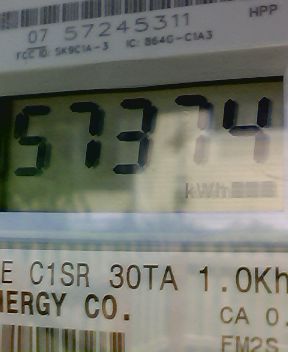 HPP
07 57245311
FCC ID: SK9C1A-3 IC: 864G-C1A3
57374
kWh
E C1SR 30TA 1.0Kh
NERGY CO.
CA 0.
FM2S